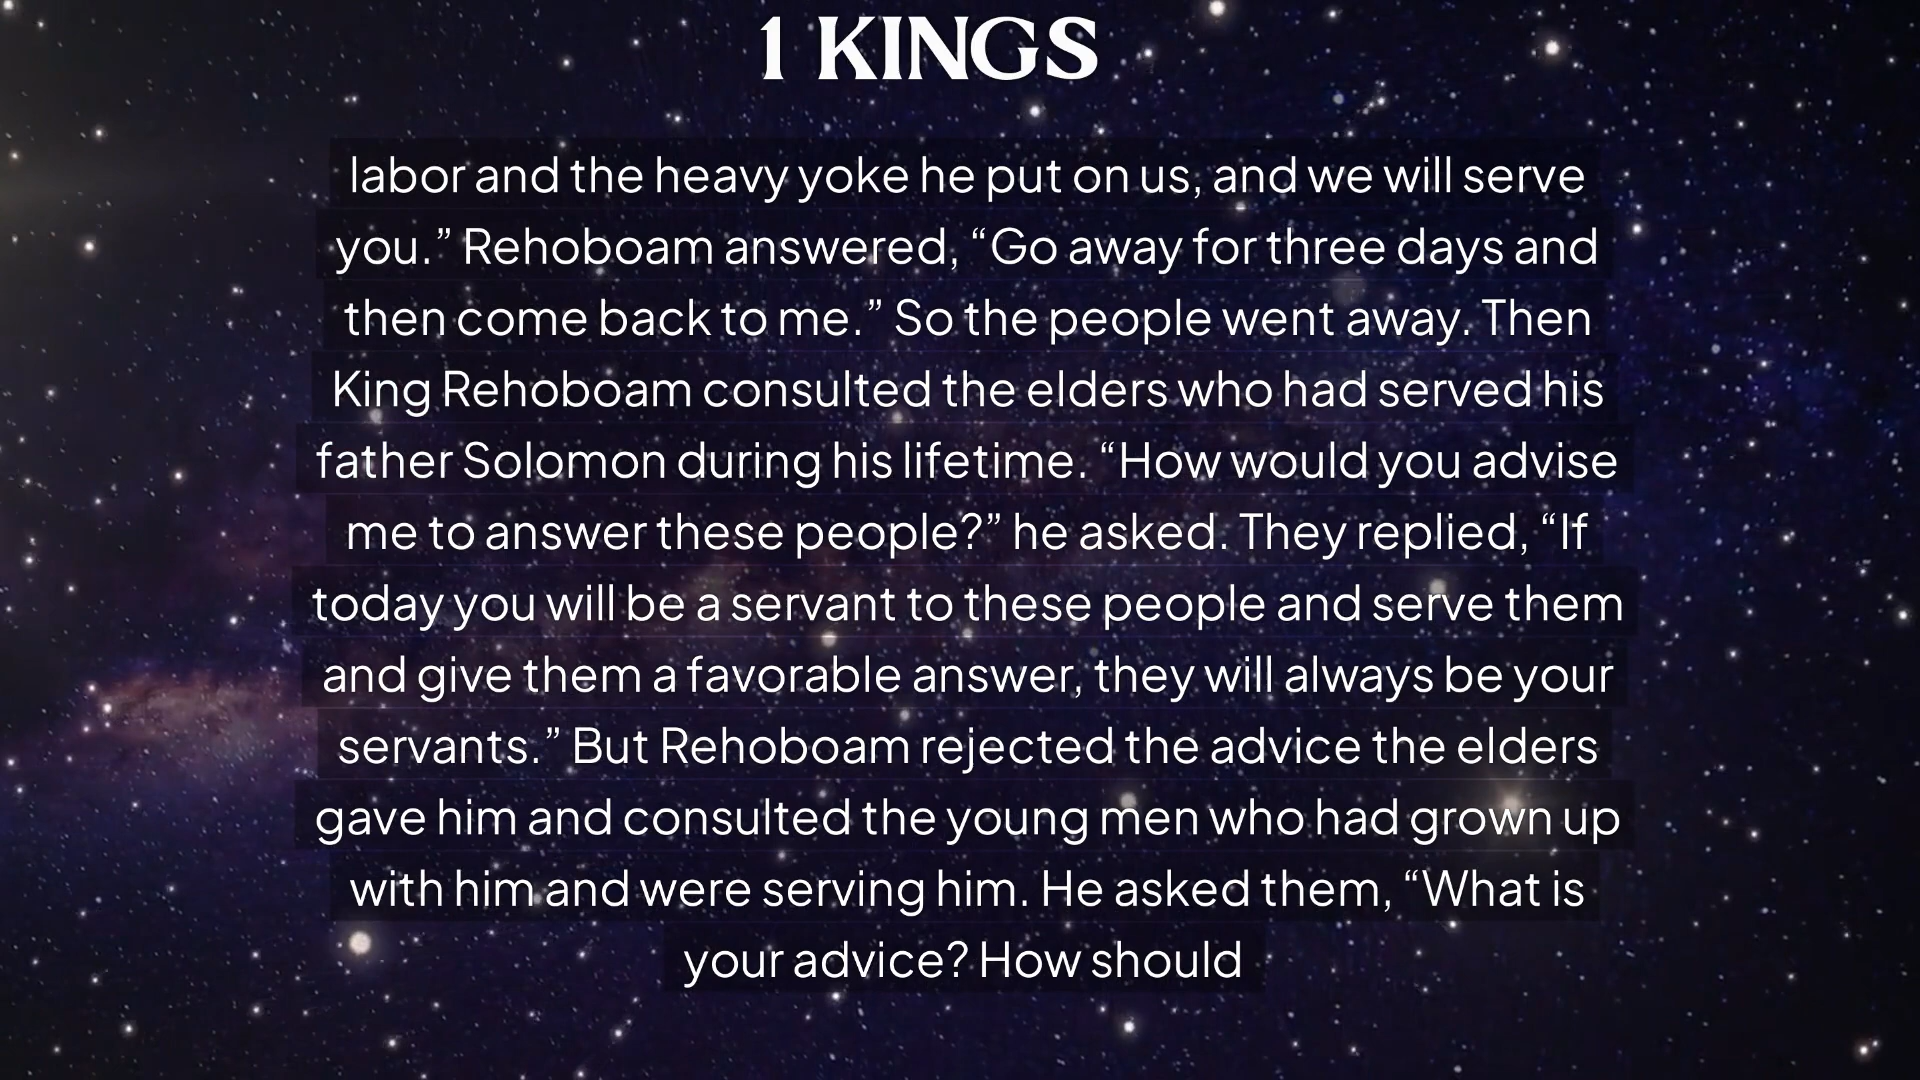 1 KINGS
labor and the heavy yoke he put on us, and we will serve
you.” Rehoboam answered, “Go away for three days and
then come back to me.” So the people went away. Then
King Rehoboam consulted the elders who had served his
father Solomon during his lifetime. “How would you advise
me to answer these people?” he asked. They replied, “If
today you will be a servant to these people and serve them
and give them a favorable answer, they will always be your
servants.” But Rehoboam rejected the advice the elders
gave him and consulted the young men who had grown up
with him and were serving him. He asked them, “What is
your advice? How should